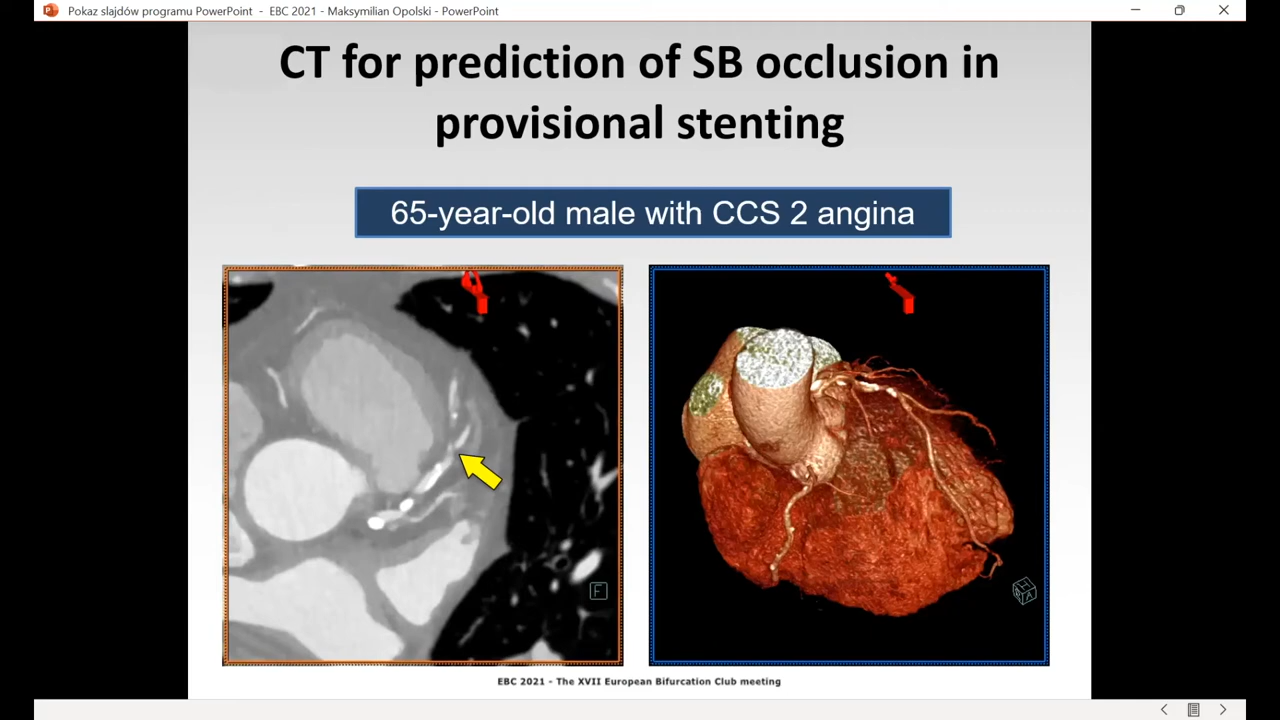 Pokaz slajdów programu PowerPoint - EBC 2021 - Maksymilian Opolski - PowerPoint
CT for prediction of SB occlusion in
provisional stenting
65-year-old male with CCS 2 angina
F
EBC 2021 - The XVII European Bifurcation Club meeting